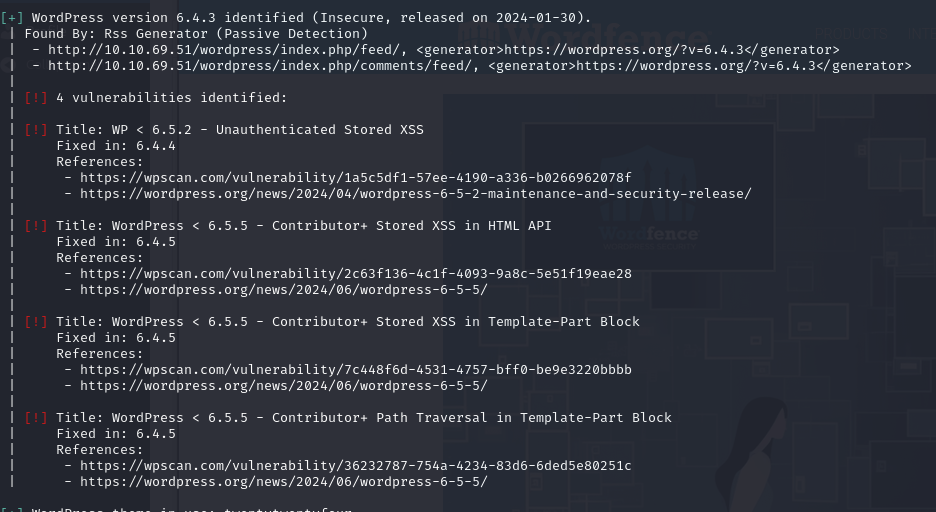 [+] WordPress version 6.4.3 identified (Insecure, released on 2024-01-30).
| Found By: Rss Generator (Passive Detection)
|  - http://10.10.69.51/wordpress/index.php/feed/, <generator>https://wordpress.org/?v=6.4.3</generator>
|  - http://10.10.69.51/wordpress/index.php/comments/feed/, <generator>https://wordpress.org/?v=6.4.3</generator>
|
| [!] 4 vulnerabilities identified:
|
| [!] Title: WP < 6.5.2 - Unauthenticated Stored XSS
|     Fixed in: 6.4.4
|     References:
|      - https://wpscan.com/vulnerability/1a5c5df1-57ee-4190-a336-b0266962078f
|      - https://wordpress.org/news/2024/04/wordpress-6-5-2-maintenance-and-security-release/
|
| [!] Title: WordPress < 6.5.5 - Contributor+ Stored XSS in HTML API
|     Fixed in: 6.4.5
|     References:
|      - https://wpscan.com/vulnerability/2c63f136-4c1f-4093-9a8c-5e51f19eae28
|      - https://wordpress.org/news/2024/06/wordpress-6-5-5/
|
| [!] Title: WordPress < 6.5.5 - Contributor+ Stored XSS in Template-Part Block
|     Fixed in: 6.4.5
|     References:
|      - https://wpscan.com/vulnerability/7c448f6d-4531-4757-bff0-be9e3220bbbb
|      - https://wordpress.org/news/2024/06/wordpress-6-5-5/
|
| [!] Title: WordPress < 6.5.5 - Contributor+ Path Traversal in Template-Part Block
|     Fixed in: 6.4.5
|     References:
|      - https://wpscan.com/vulnerability/36232787-754a-4234-83d6-6ded5e80251c
|      - https://wordpress.org/news/2024/06/wordpress-6-5-5/
Wordfence
[+] WordPress theme in use: twentytwentyfour